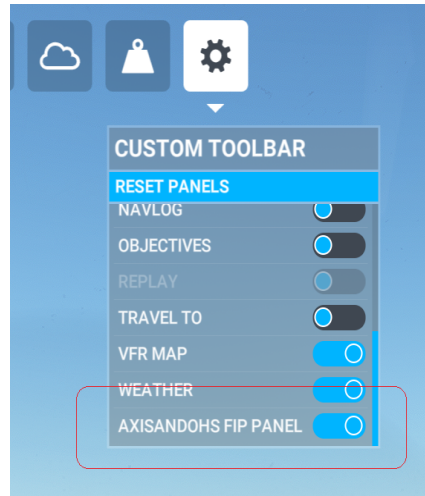 CUSTOM TOOLBAR
RESET PANELS
NAVLOG
OBJECTIVES
REPLAY
TRAVEL TO
VFR MAP
WEATHER
AXISANDOHS FIP PANEL